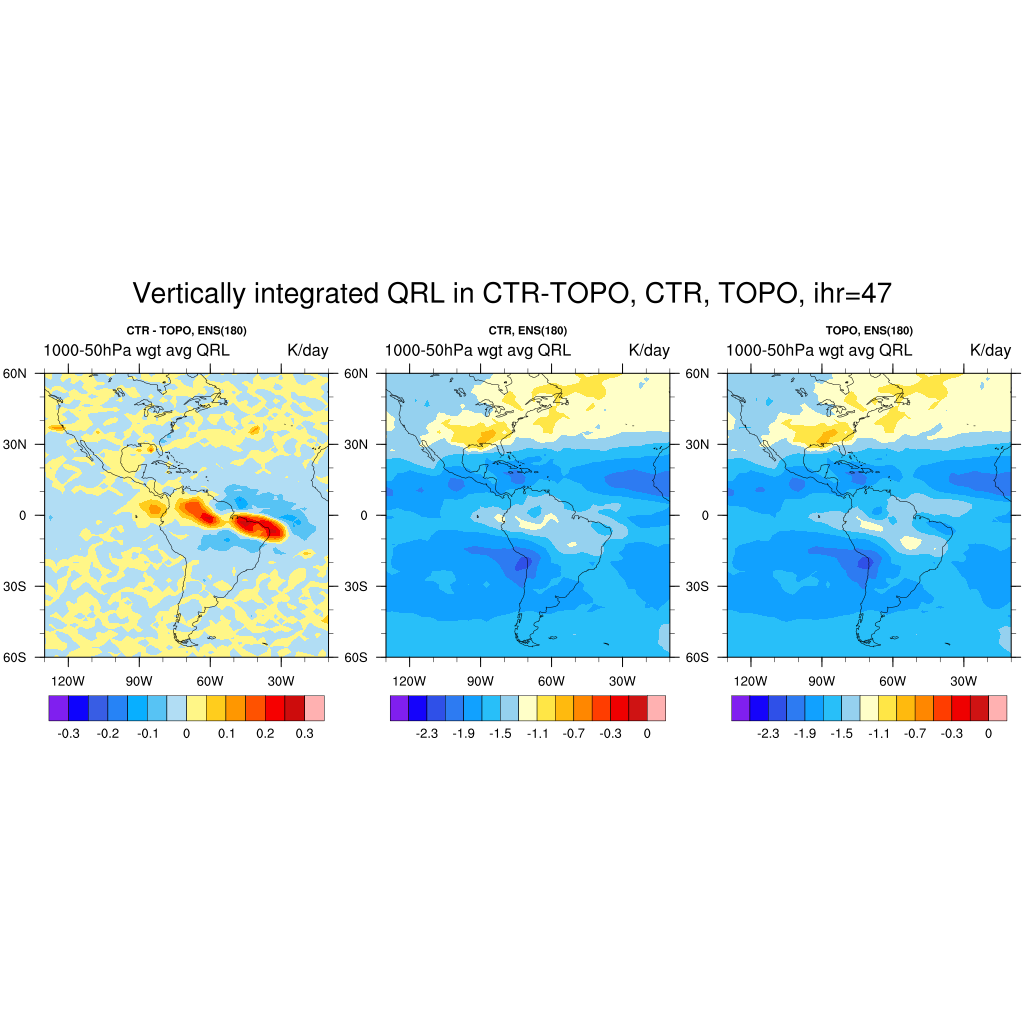 Vertically integrated QRL in CTR-TOPO, CTR, TOPO, ihr=47
CTR - TOPO, ENS(180)
1000-50hPa wgt avg QRL K/day
60N
30N
0
30S
60S
120W 90W 60W 30W
-0.3 -0.2 -0.1 0 0.1 0.2 0.3
CTR, ENS(180)
1000-50hPa wgt avg QRL K/day
60N
30N
0
30S
60S
120W 90W 60W 30W
-2.3 -1.9 -1.5 -1.1 -0.7 -0.3 0
TOPO, ENS(180)
1000-50hPa wgt avg QRL K/day
60N
30N
0
30S
60S
120W 90W 60W 30W
-2.3 -1.9 -1.5 -1.1 -0.7 -0.3 0